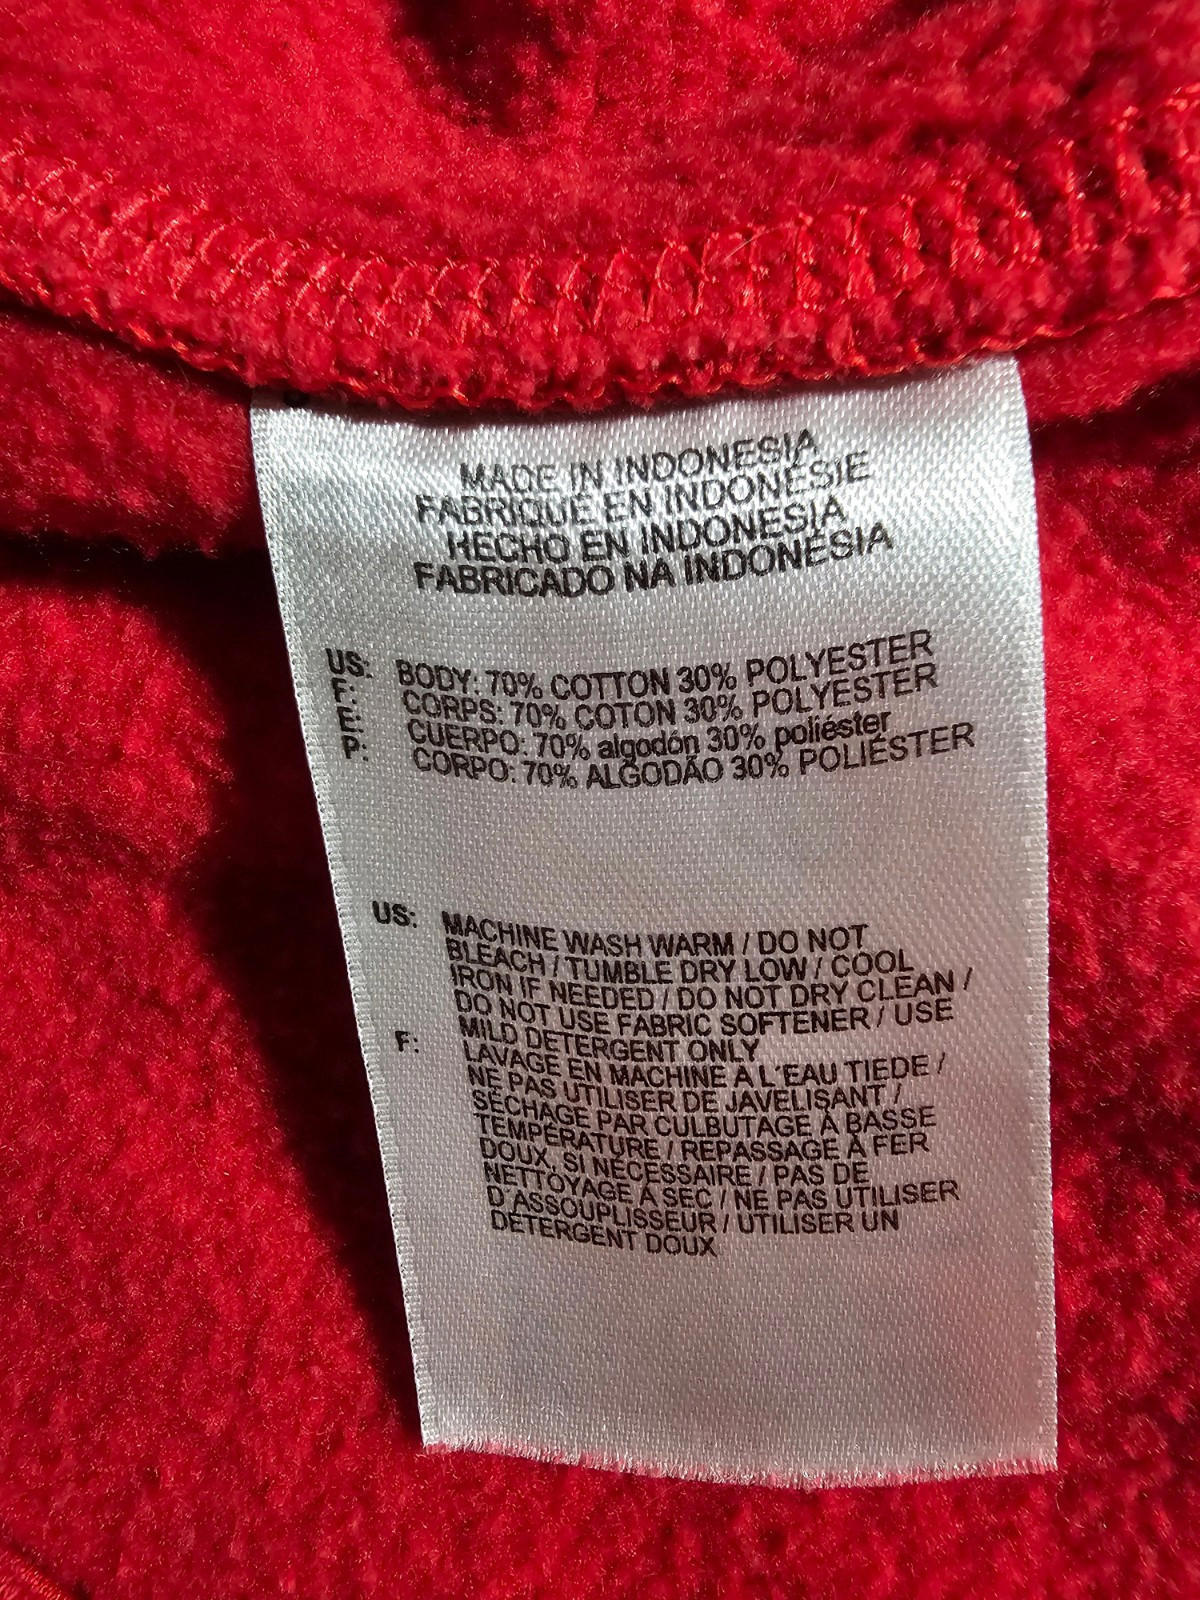 MADE IN INDONESIA
FABRIQUÉ EN INDONÉSIE
HECHO EN INDONESIA
FABRICADO NA INDONÉSIA
US: BODY: 70% COTTON 30% POLYESTER
F: CORPS: 70% COTON 30% POLYESTER
E: CUERPO: 70% algodón 30% poliéster
P: CORPO: 70% ALGODÃO 30% POLIÉSTER
US: MACHINE WASH WARM / DO NOT
BLEACH / TUMBLE DRY LOW / COOL
IRON IF NEEDED / DO NOT DRY CLEAN /
DO NOT USE FABRIC SOFTENER / USE
MILD DETERGENT ONLY
F: LAVAGE EN MACHINE A L'EAU TIEDE /
NE PAS UTILISER DE JAVELISANT /
SÉCHAGE PAR CULBUTAGE À BASSE
TEMPÉRATURE / REPASSAGE À FER
DOUX, SI NÉCESSAIRE / PAS DE
NETTOYAGE À SEC / NE PAS UTILISER
D'ASSOUPLISSEUR / UTILISER UN
DÉTERGENT DOUX